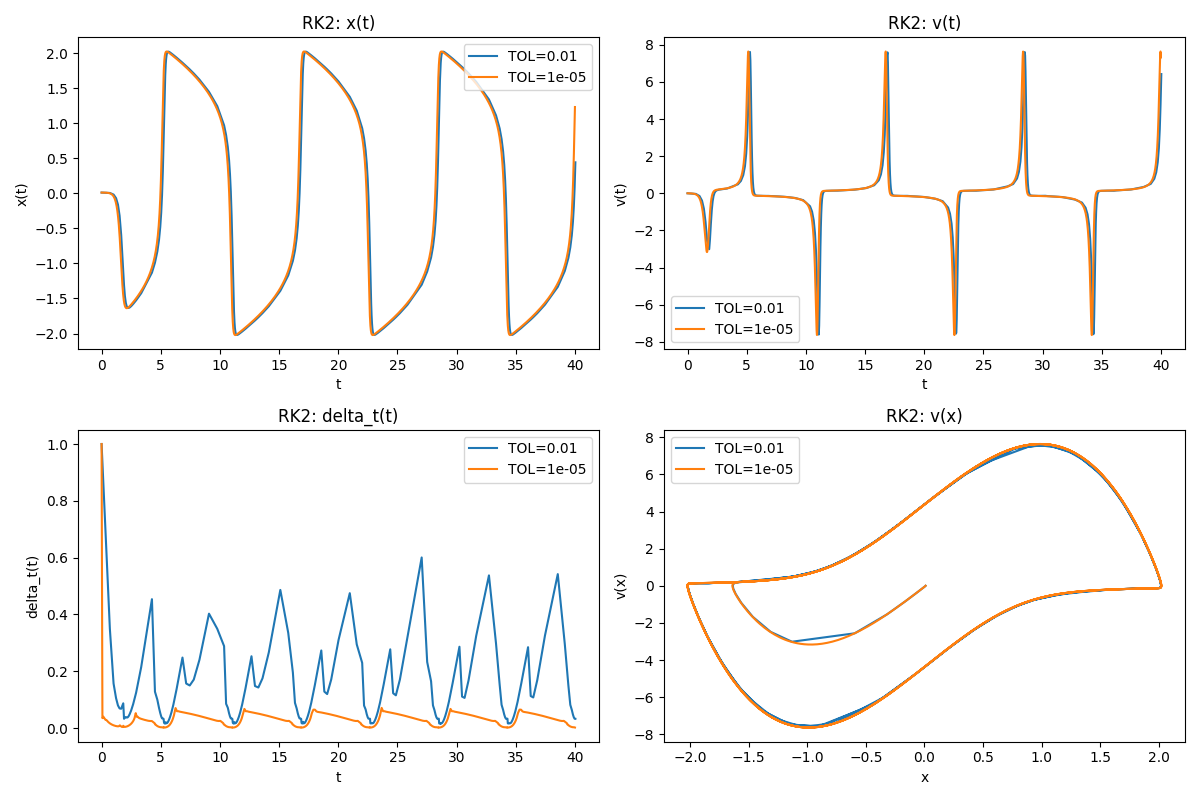 RK2: x(t)
x(t)
2.0
1.5
1.0
0.5
0.0
−0.5
−1.0
−1.5
−2.0
TOL=0.01
TOL=1e-05
0 5 10 15 20 25 30 35 40
t
RK2: v(t)
v(t)
8
6
4
2
0
−2
−4
−6
−8
TOL=0.01
TOL=1e-05
0 5 10 15 20 25 30 35 40
t
RK2: delta_t(t)
delta_t(t)
1.0
0.8
0.6
0.4
0.2
0.0
TOL=0.01
TOL=1e-05
0 5 10 15 20 25 30 35 40
t
RK2: v(x)
v(x)
8
6
4
2
0
−2
−4
−6
−8
TOL=0.01
TOL=1e-05
−2.0 −1.5 −1.0 −0.5 0.0 0.5 1.0 1.5 2.0
x